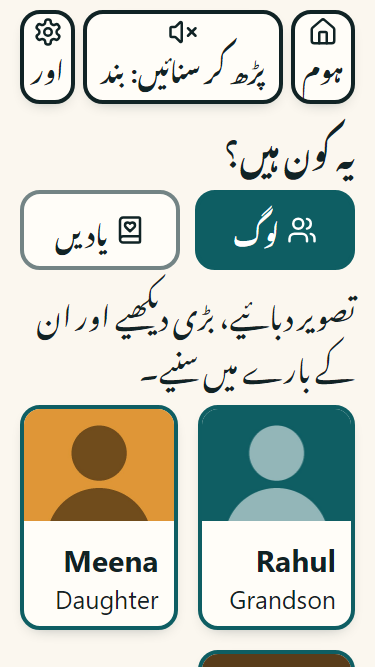 ہوم
پڑھ کر سنائیں: بند
اور
یہ کون ہیں؟
لوگ
یادیں
تصویر دبائیے، بڑی دیکھیے اور ان
کے بارے میں سنیے۔
Rahul
Grandson
Meena
Daughter